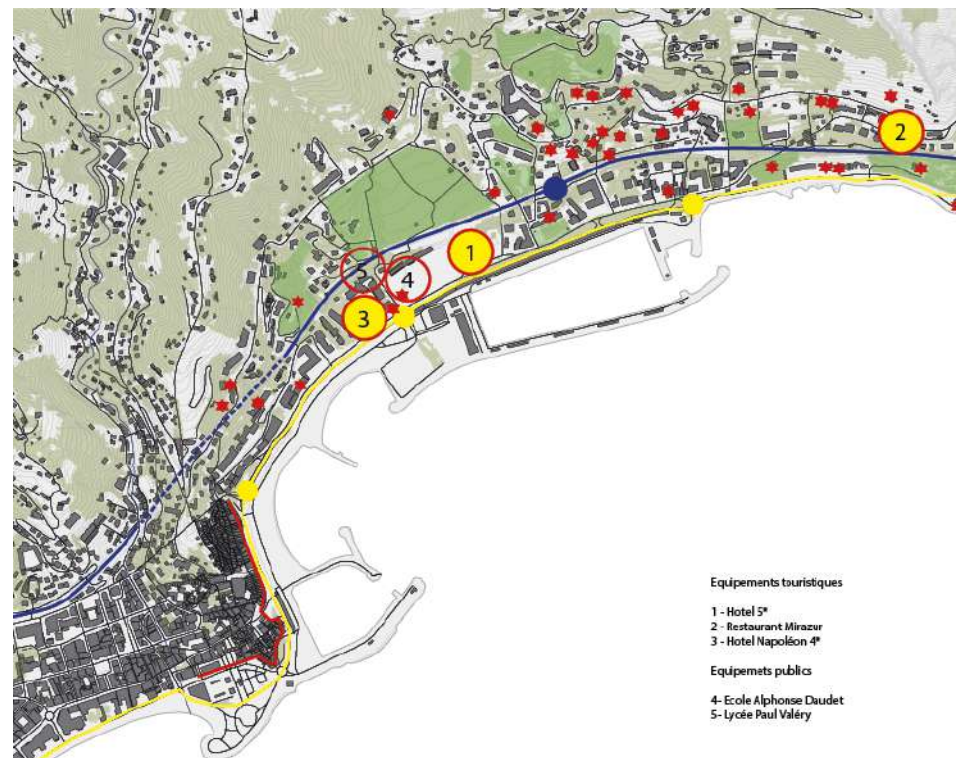 2
1
5
4
3
Equipements touristiques
1 - Hotel 5*
2 - Restaurant Mirazur
3 - Hotel Napoléon 4*
Equipemets publics
4- Ecole Alphonse Daudet
5- Lycée Paul Valéry